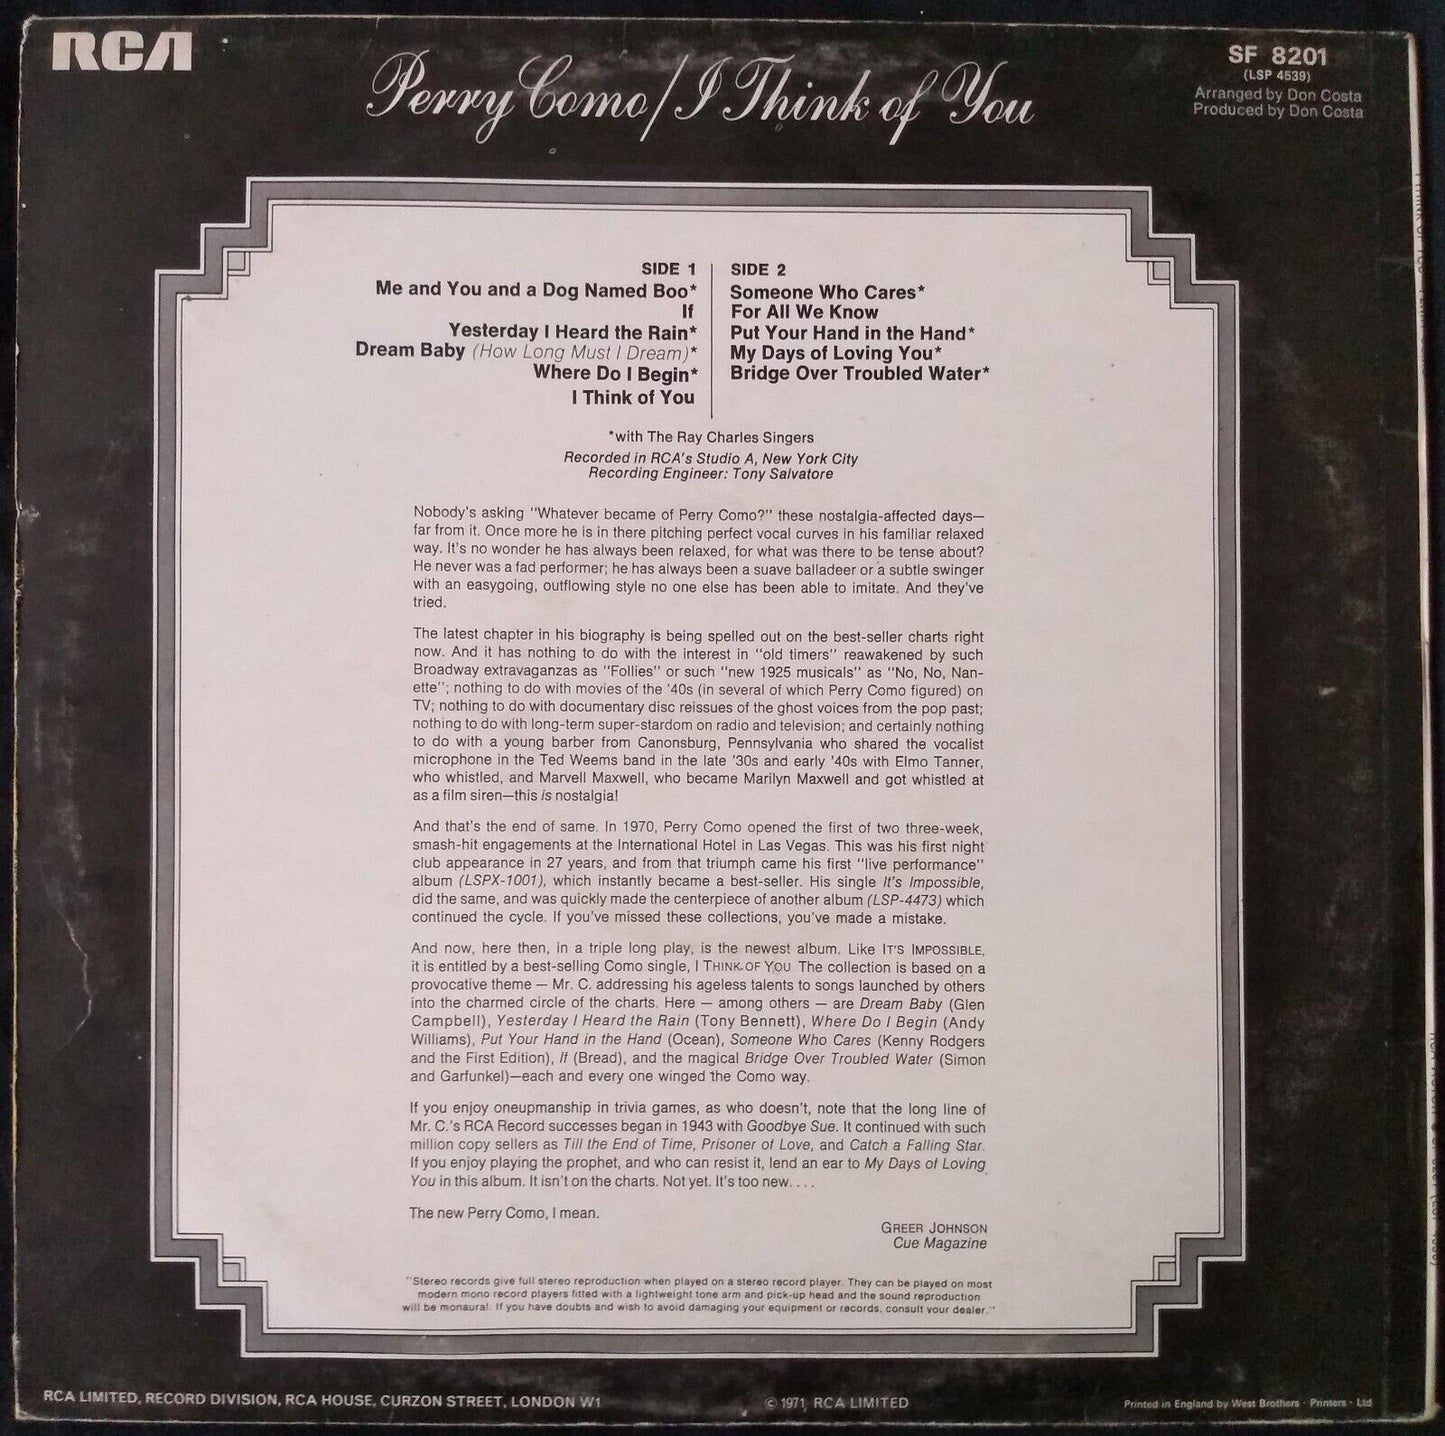 RCA
Perry Como/I Think of You
SF 8201
(LSP 4539)
Arranged by Don Costa
Produced by Don Costa
SIDE 1
Me and You and a Dog Named Boo*
If
Yesterday I Heard the Rain*
Dream Baby (How Long Must I Dream)*
Where Do I Begin*
I Think of You
SIDE 2
Someone Who Cares*
For All We Know
Put Your Hand in the Hand*
My Days of Loving You*
Bridge Over Troubled Water*
*with The Ray Charles Singers
Recorded in RCA's Studio A, New York City
Recording Engineer: Tony Salvatore
Nobody's asking "Whatever became of Perry Como?" these nostalgia-affected days—
far from it. Once more he is in there pitching perfect vocal curves in his familiar relaxed
way. It's no wonder he has always been relaxed, for what was there to be tense about?
He never was a fad performer; he has always been a suave balladeer or a subtle swinger
with an easygoing, outflowing style no one else has been able to imitate. And they've
tried.
The latest chapter in his biography is being spelled out on the best-seller charts right
now. And it has nothing to do with the interest in "old timers" reawakened by such
Broadway extravaganzas as "Follies" or such "new 1925 musicals" as "No, No, Nan-
ette"; nothing to do with movies of the '40s (in several of which Perry Como figured) on
TV; nothing to do with documentary disc reissues of the ghost voices from the pop past;
nothing to do with long-term super-stardom on radio and television; and certainly nothing
to do with a young barber from Canonsburg, Pennsylvania who shared the vocalist
microphone in the Ted Weems band in the late '30s and early '40s with Elmo Tanner,
who whistled, and Marvell Maxwell, who became Marilyn Maxwell and got whistled at
as a film siren—this is nostalgia!
And that's the end of same. In 1970, Perry Como opened the first of two three-week,
smash-hit engagements at the International Hotel in Las Vegas. This was his first night
club appearance in 27 years, and from that triumph came his first "live performance"
album (LSPX-1001), which instantly became a best-seller. His single It's Impossible,
did the same, and was quickly made the centerpiece of another album (LSP-4473) which
continued the cycle. If you've missed these collections, you've made a mistake.
And now, here then, in a triple long play, is the newest album. Like IT'S IMPOSSIBLE,
it is entitled by a best-selling Como single, I THINK OF YOU. The collection is based on a
provocative theme — Mr. C. addressing his ageless talents to songs launched by others
into the charmed circle of the charts. Here — among others — are Dream Baby (Glen
Campbell), Yesterday I Heard the Rain (Tony Bennett), Where Do I Begin (Andy
Williams), Put Your Hand in the Hand (Ocean), Someone Who Cares (Kenny Rodgers
and the First Edition), If (Bread), and the magical Bridge Over Troubled Water (Simon
and Garfunkel)—each and every one winged the Como way.
If you enjoy oneupmanship in trivia games, as who doesn't, note that the long line of
Mr. C.'s RCA Record successes began in 1943 with Goodbye Sue. It continued with such
million copy sellers as Till the End of Time, Prisoner of Love, and Catch a Falling Star.
If you enjoy playing the prophet, and who can resist it, lend an ear to My Days of Loving
You in this album. It isn't on the charts. Not yet. It's too new. . . .
The new Perry Como, I mean.
GREER JOHNSON
Cue Magazine
"Stereo records give full stereo reproduction when played on a stereo record player. They can be played on most
modern mono record players fitted with a lightweight tone arm and pick-up head and the sound reproduction
will be monaural. If you have doubts and wish to avoid damaging your equipment or records, consult your dealer."
RCA LIMITED, RECORD DIVISION, RCA HOUSE, CURZON STREET, LONDON W1
© 1971, RCA LIMITED
Printed in England by West Brothers · Printers · Ltd